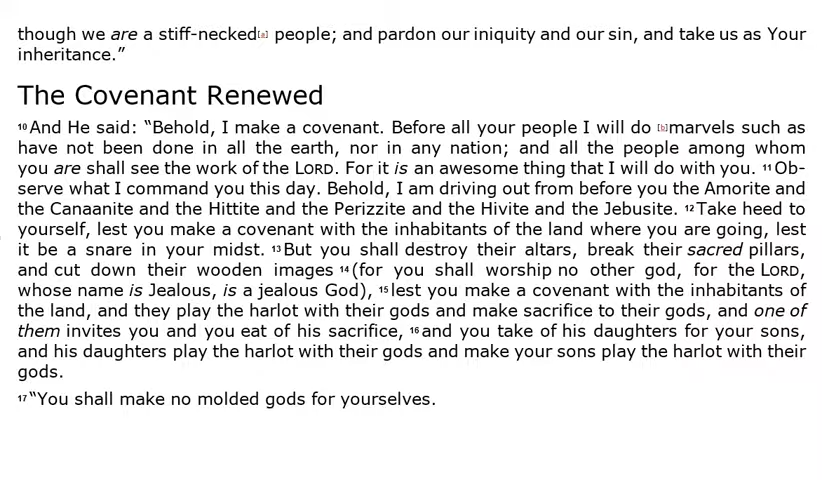 though we are a stiff-necked[a] people; and pardon our iniquity and our sin, and take us as Your
inheritance.”
The Covenant Renewed
10 And He said: “Behold, I make a covenant. Before all your people I will do [b]marvels such as
have not been done in all the earth, nor in any nation; and all the people among whom
you are shall see the work of the LORD. For it is an awesome thing that I will do with you. 11 Ob-
serve what I command you this day. Behold, I am driving out from before you the Amorite and
the Canaanite and the Hittite and the Perizzite and the Hivite and the Jebusite. 12 Take heed to
yourself, lest you make a covenant with the inhabitants of the land where you are going, lest
it be a snare in your midst. 13 But you shall destroy their altars, break their sacred pillars,
and cut down their wooden images 14 (for you shall worship no other god, for the LORD,
whose name is Jealous, is a jealous God), 15 lest you make a covenant with the inhabitants of
the land, and they play the harlot with their gods and make sacrifice to their gods, and one of
them invites you and you eat of his sacrifice, 16 and you take of his daughters for your sons,
and his daughters play the harlot with their gods and make your sons play the harlot with their
gods.
17 “You shall make no molded gods for yourselves.